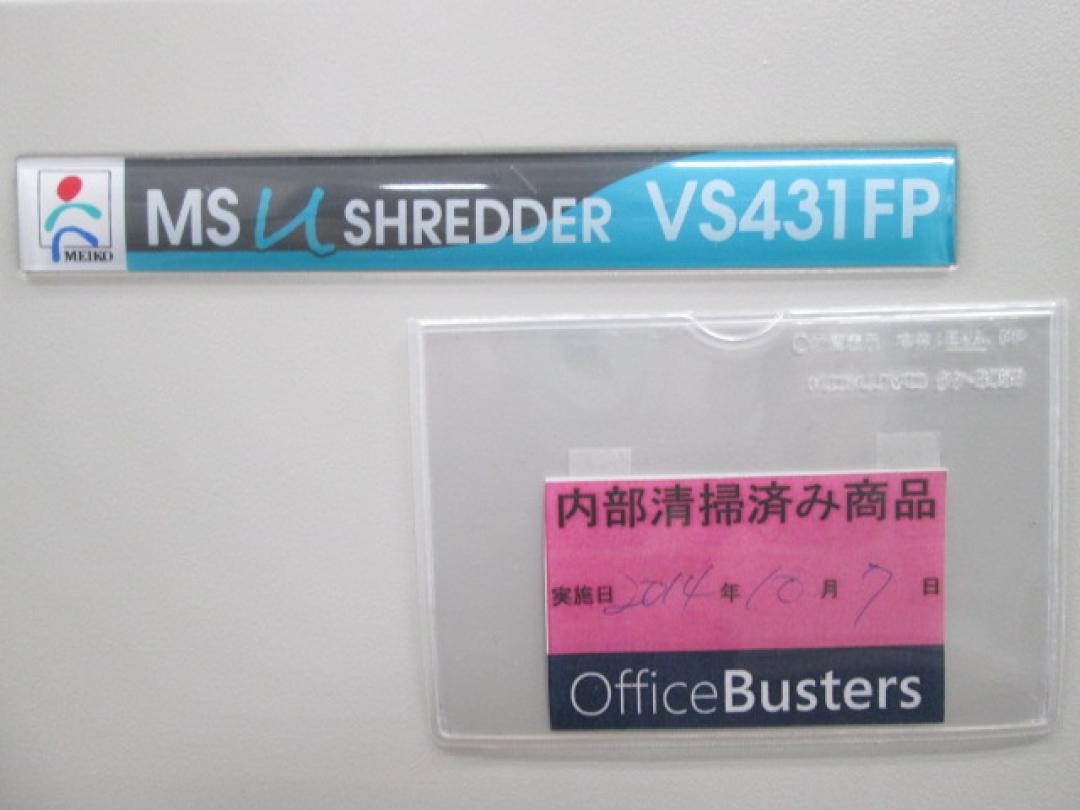 MEIKO
MS U SHREDDER VS431FP
内部清掃済み商品
実施日 2014 年 10 月 7 日
OfficeBusters